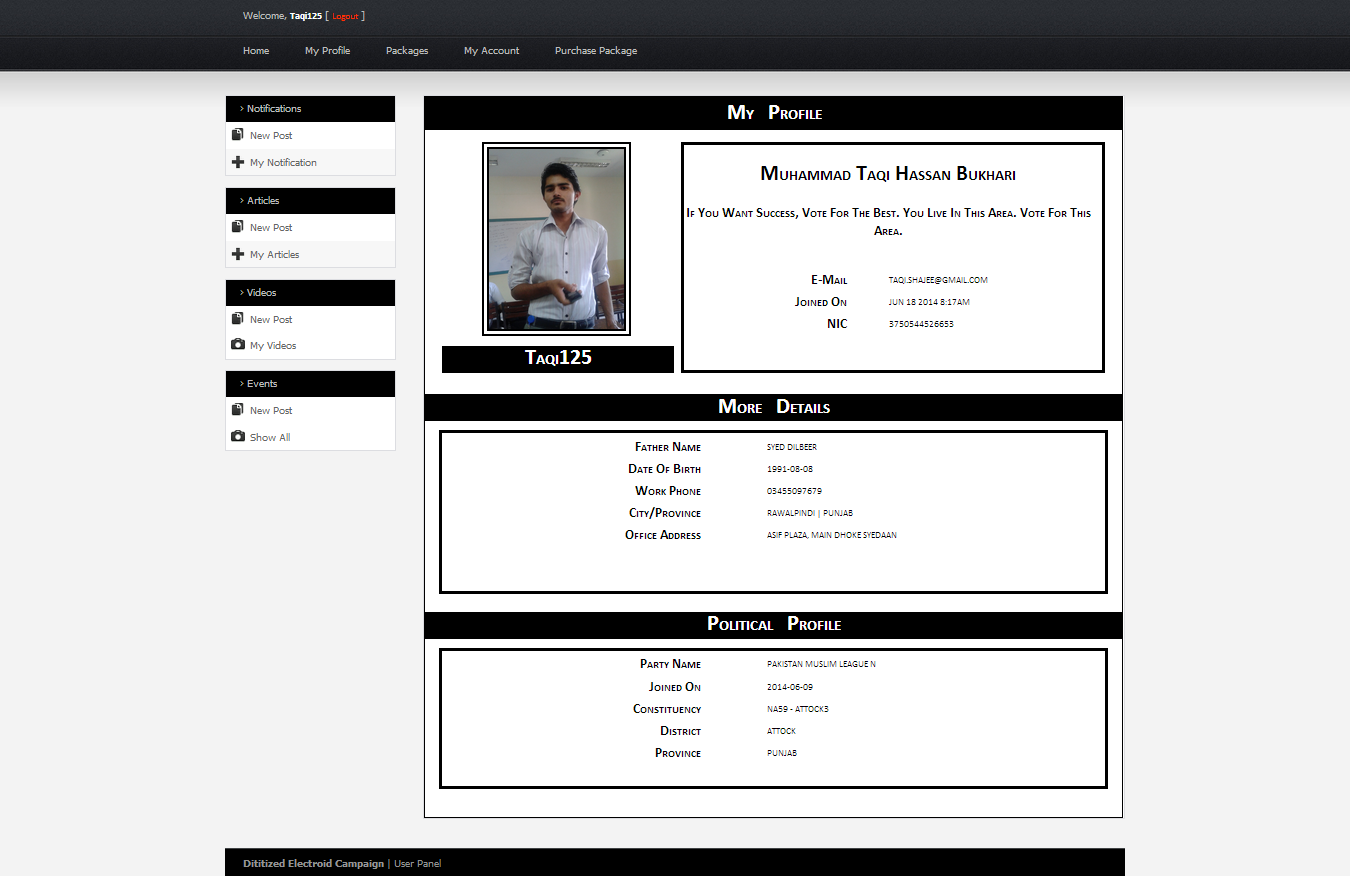 Welcome, Taqi125 [ Logout ]
Home My Profile Packages My Account Purchase Package
› Notifications
New Post
My Notification
› Articles
New Post
My Articles
› Videos
New Post
My Videos
› Events
New Post
Show All
My Profile
Taqi125
Muhammad Taqi Hassan Bukhari
If You Want Success, Vote For The Best. You Live In This Area. Vote For This
Area.
E-Mail TAQI.SHAJEE@GMAIL.COM
Joined On JUN 18 2014 8:17AM
NIC 3750544526653
More Details
Father Name SYED DILBEER
Date Of Birth 1991-08-08
Work Phone 03455097679
City/Province RAWALPINDI | PUNJAB
Office Address ASIF PLAZA, MAIN DHOKE SYEDAAN
Political Profile
Party Name PAKISTAN MUSLIM LEAGUE N
Joined On 2014-06-09
Constituency NA59 - ATTOCK3
District ATTOCK
Province PUNJAB
Dititized Electroid Campaign | User Panel